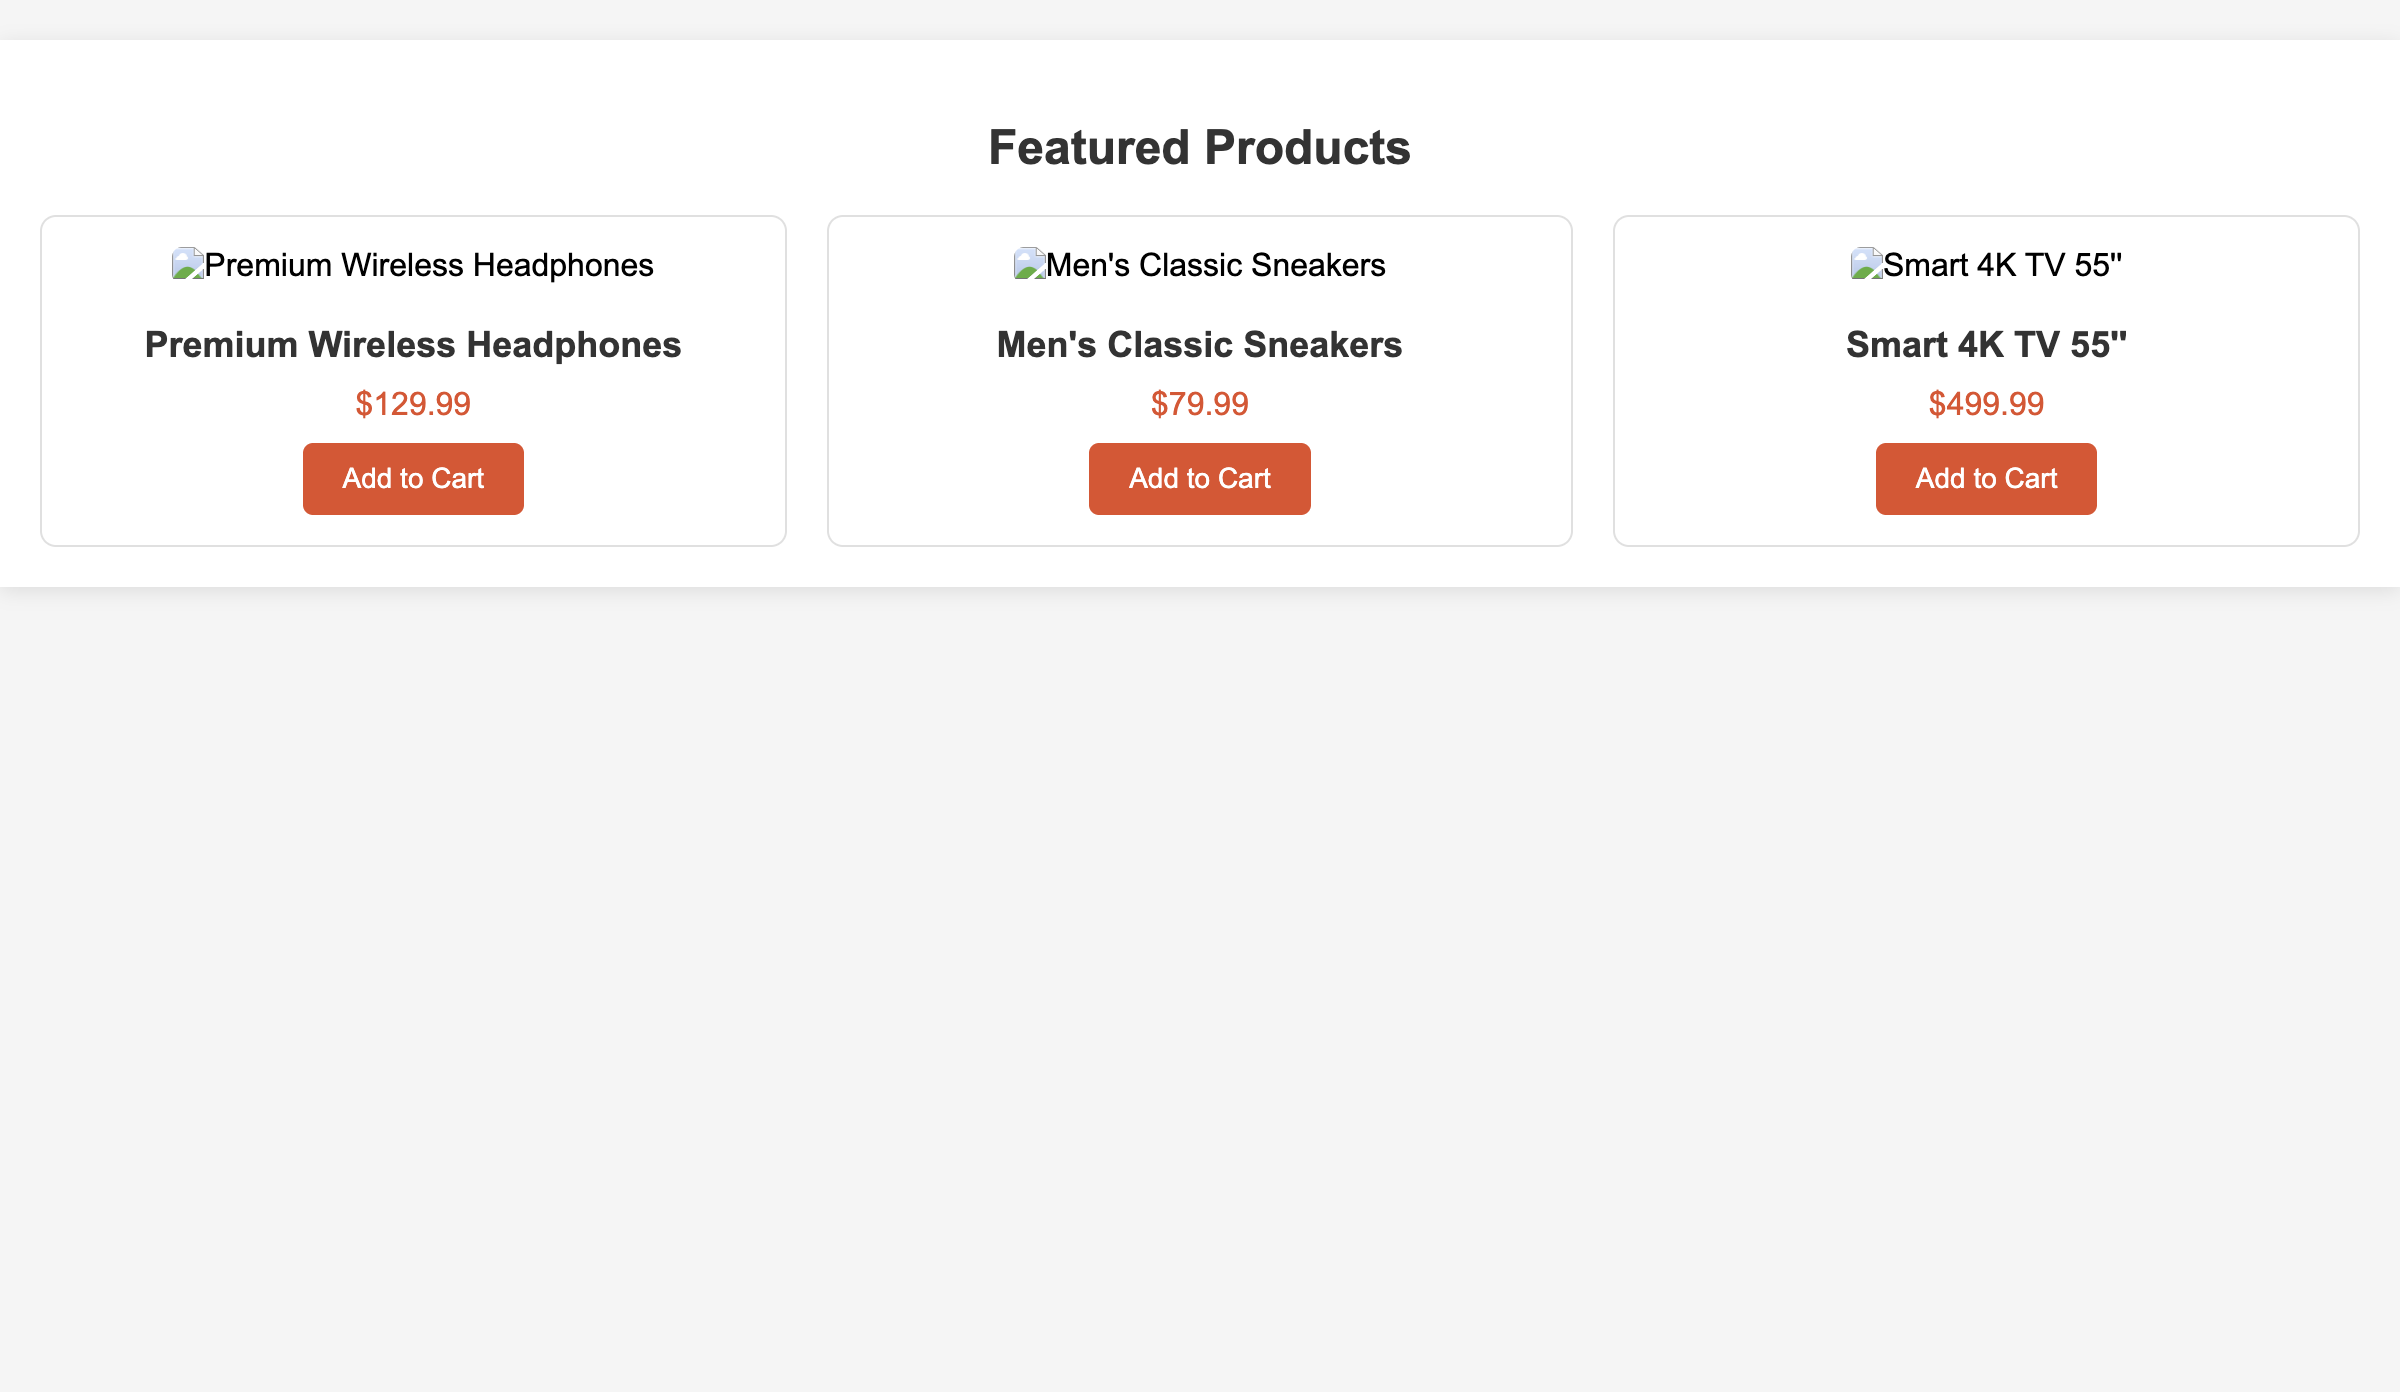 Featured Products
Premium Wireless Headphones
Premium Wireless Headphones
$129.99
Add to Cart
Men's Classic Sneakers
Men's Classic Sneakers
$79.99
Add to Cart
Smart 4K TV 55"
Smart 4K TV 55"
$499.99
Add to Cart